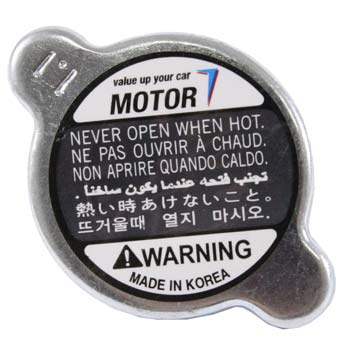 1.1
value up your car
MOTOR 7
NEVER OPEN WHEN HOT.
NE PAS OUVRIR À CHAUD.
NON APRIRE QUANDO CALDO.
تجنب فتحه عندما يكون ساخنا.
熱い時あけないこと。
뜨거울때 열지 마시오.
WARNING
MADE IN KOREA